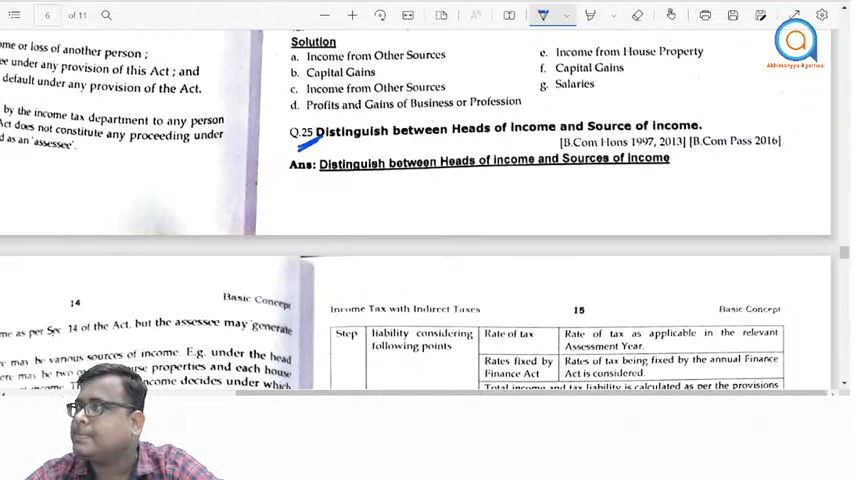 6 of 11
Abhimanyu Agarwal
me or loss of another person ;
ee under any provision of this Act ; and
default under any provision of the Act.
by the income tax department to any person
Act does not constitute any proceeding under
d as an 'assessee'.
Solution
a. Income from Other Sources
b. Capital Gains
c. Income from Other Sources
d. Profits and Gains of Business or Profession
e. Income from House Property
f. Capital Gains
g. Salaries
Q.25 Distinguish between Heads of Income and Source of Income.
[B.Com Hons 1997, 2013] [B.Com Pass 2016]
Ans: Distinguish between Heads of Income and Sources of Income
14 Basic Concept
me as per Sec 14 of the Act, but the assessee may generate
e may be various sources of income. E.g. under the head
use properties and each house
income decides under which
Income Tax with Indirect Taxes 15 Basic Concept
Step liability considering following points
Rate of tax Rate of tax as applicable in the relevant Assessment Year.
Rates fixed by Finance Act Rates of tax being fixed by the annual Finance Act is considered.
Total income and tax liability is calculated as per the provisions